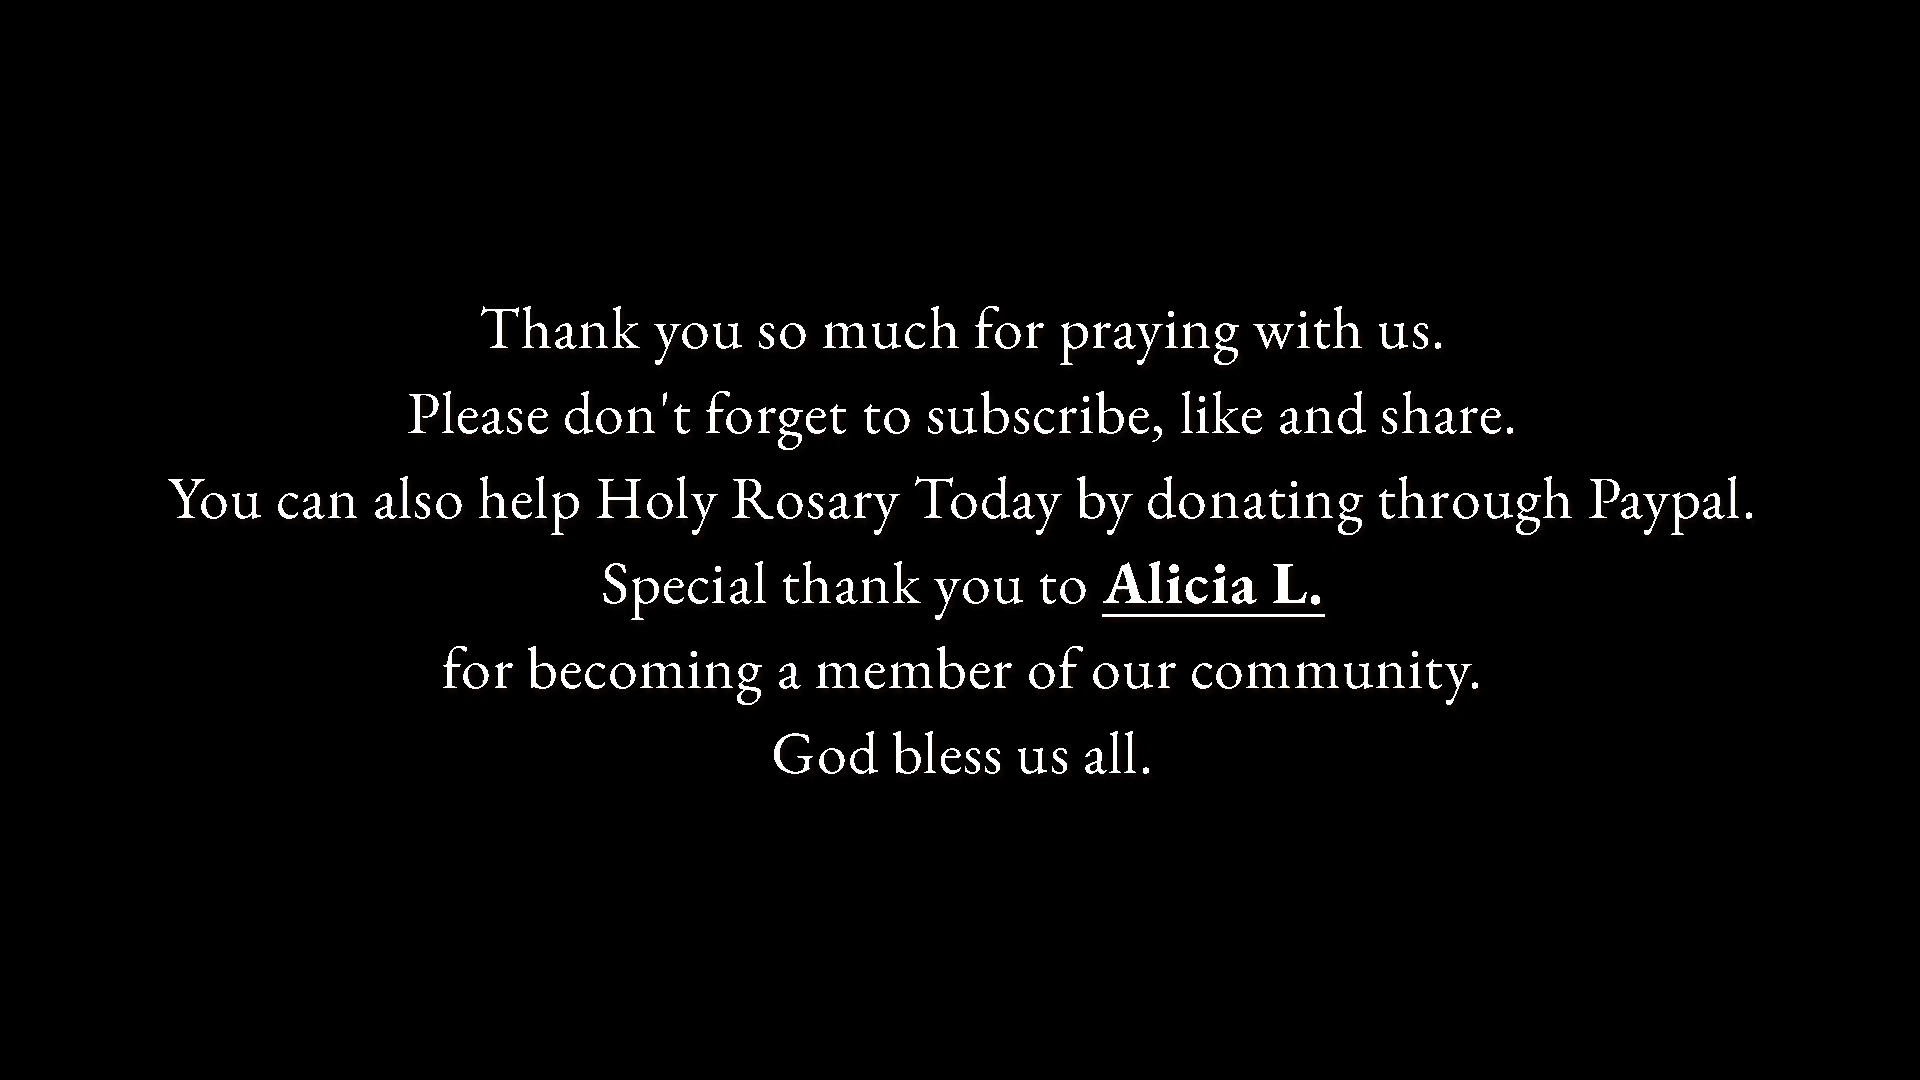 Thank you so much for praying with us.
Please don't forget to subscribe, like and share.
You can also help Holy Rosary Today by donating through Paypal.
Special thank you to Alicia L.
for becoming a member of our community.
God bless us all.